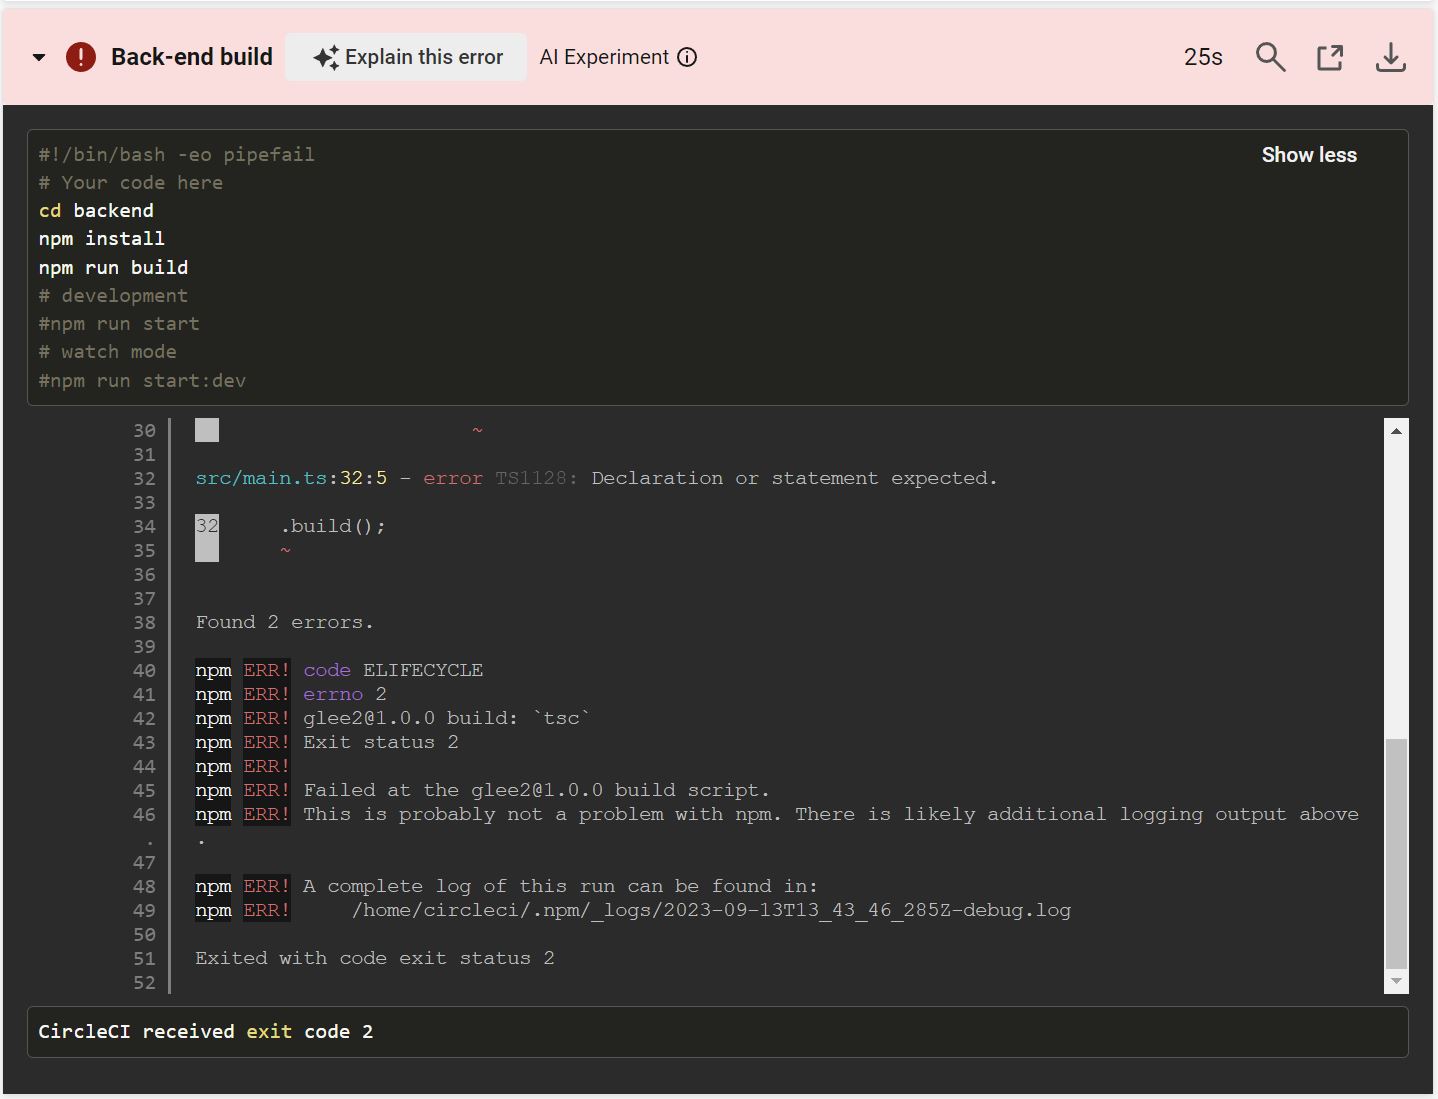 Back-end build Explain this error AI Experiment 25s
#!/bin/bash -eo pipefail Show less
# Your code here
cd backend
npm install
npm run build
# development
#npm run start
# watch mode
#npm run start:dev
30 ~
31
32 src/main.ts:32:5 - error TS1128: Declaration or statement expected.
33
34 32 .build();
35 ~
36
37
38 Found 2 errors.
39
40 npm ERR! code ELIFECYCLE
41 npm ERR! errno 2
42 npm ERR! glee2@1.0.0 build: `tsc`
43 npm ERR! Exit status 2
44 npm ERR!
45 npm ERR! Failed at the glee2@1.0.0 build script.
46 npm ERR! This is probably not a problem with npm. There is likely additional logging output above
. .
47
48 npm ERR! A complete log of this run can be found in:
49 npm ERR! /home/circleci/.npm/_logs/2023-09-13T13_43_46_285Z-debug.log
50
51 Exited with code exit status 2
52
CircleCI received exit code 2